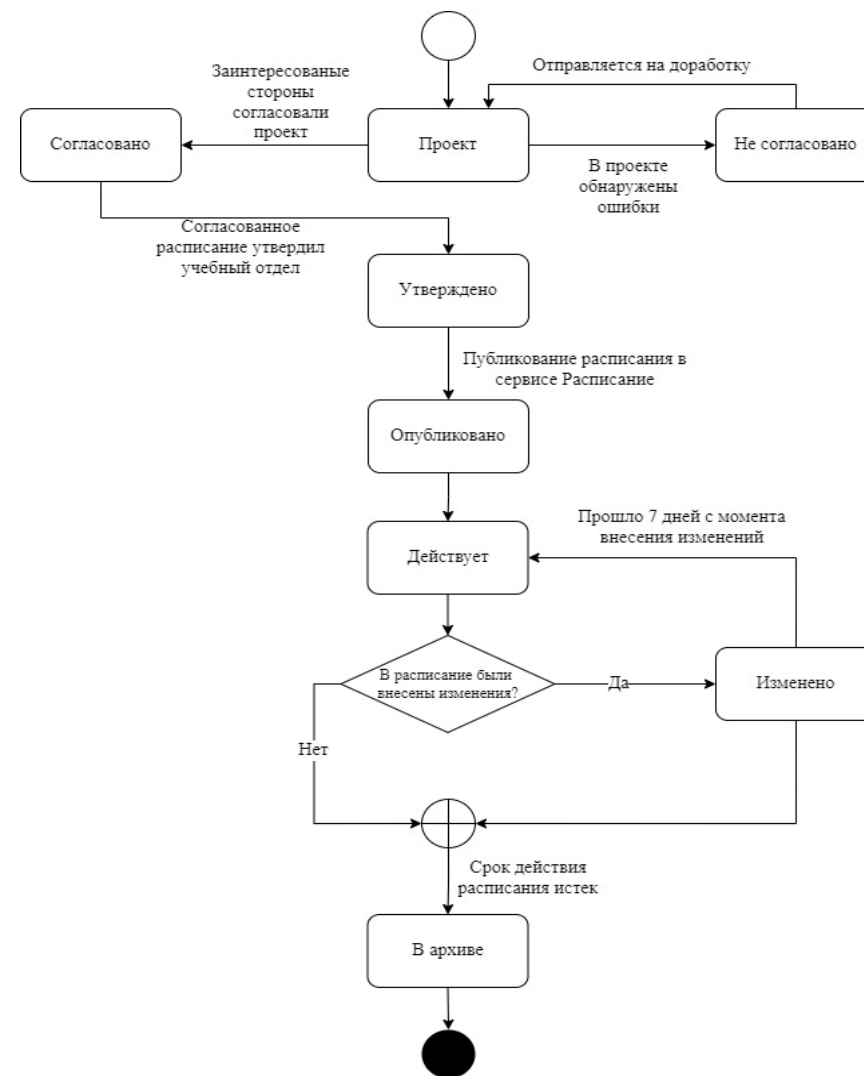 Отправляется на доработку
Заинтересованые
стороны
согласовали
проект
Согласовано
Проект
Не согласовано
В проекте
обнаружены
ошибки
Согласованное
расписание утвердил
учебный отдел
Утверждено
Публикование расписания в
сервисе Расписание
Опубликовано
Прошло 7 дней с момента
внесения изменений
Действует
В расписание были
внесены изменения?
Да
Изменено
Нет
Срок действия
расписания истек
В архиве